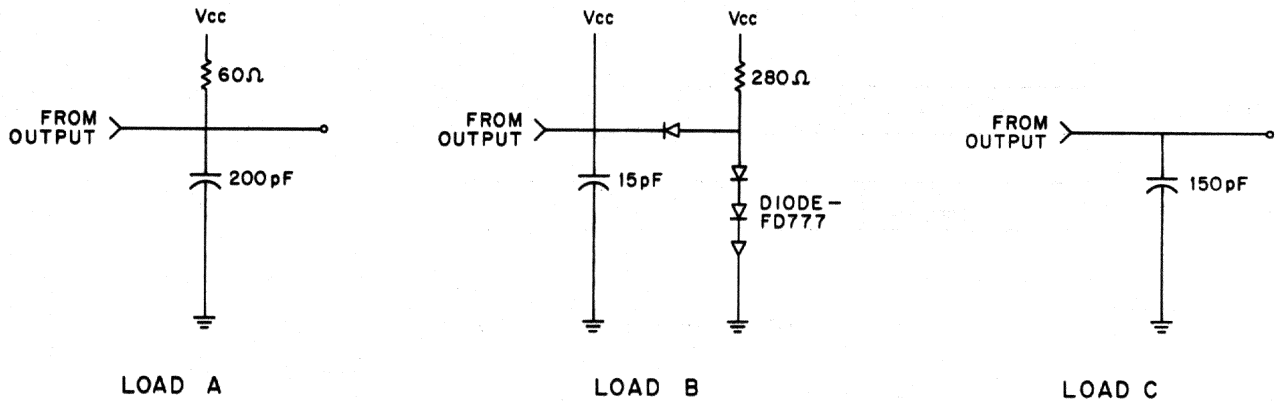 Vcc
60Ω
FROM
OUTPUT
200pF
LOAD A
Vcc
Vcc
280Ω
FROM
OUTPUT
15pF
DIODE-
FD777
LOAD B
FROM
OUTPUT
150pF
LOAD C